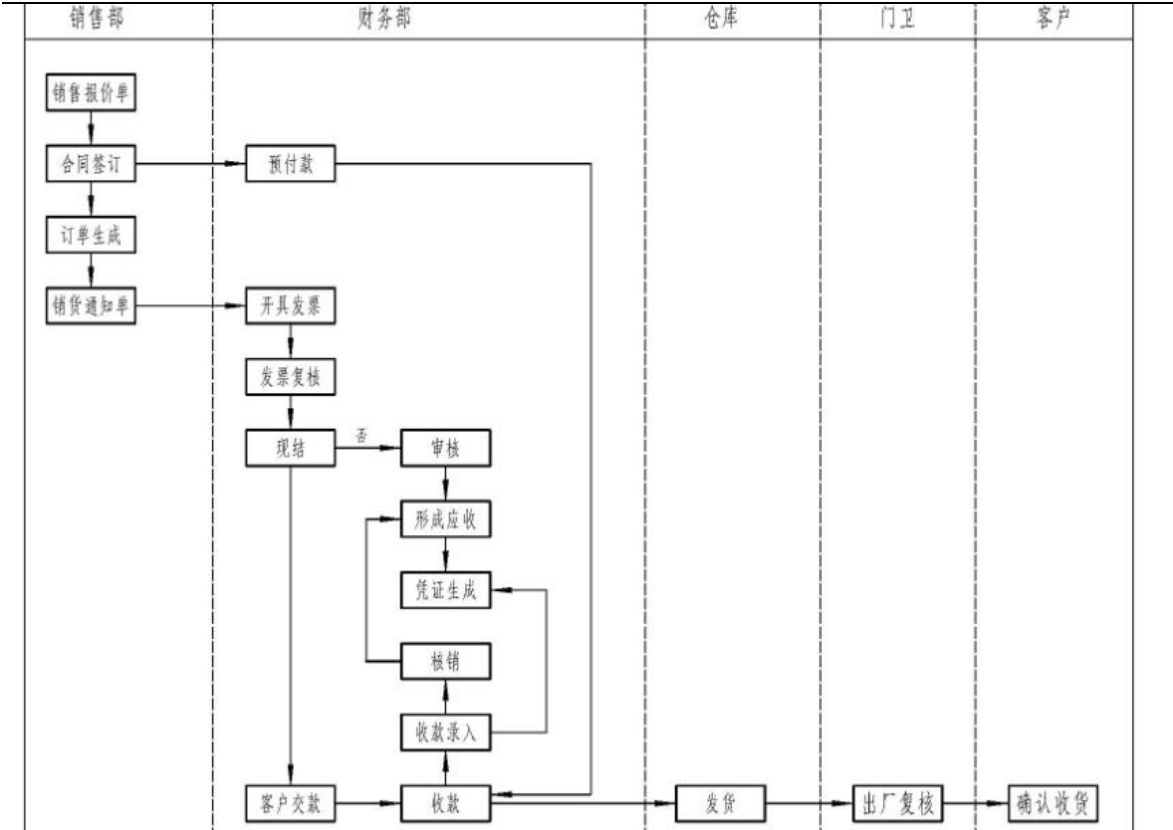 销售部
财务部
仓库
门卫
客户
销售报价单
合同签订
预付款
订单生成
销货通知单
开具发票
发票复核
现结
否
审核
形成应收
凭证生成
核销
收款录入
客户交款
收款
发货
出厂复核
确认收货